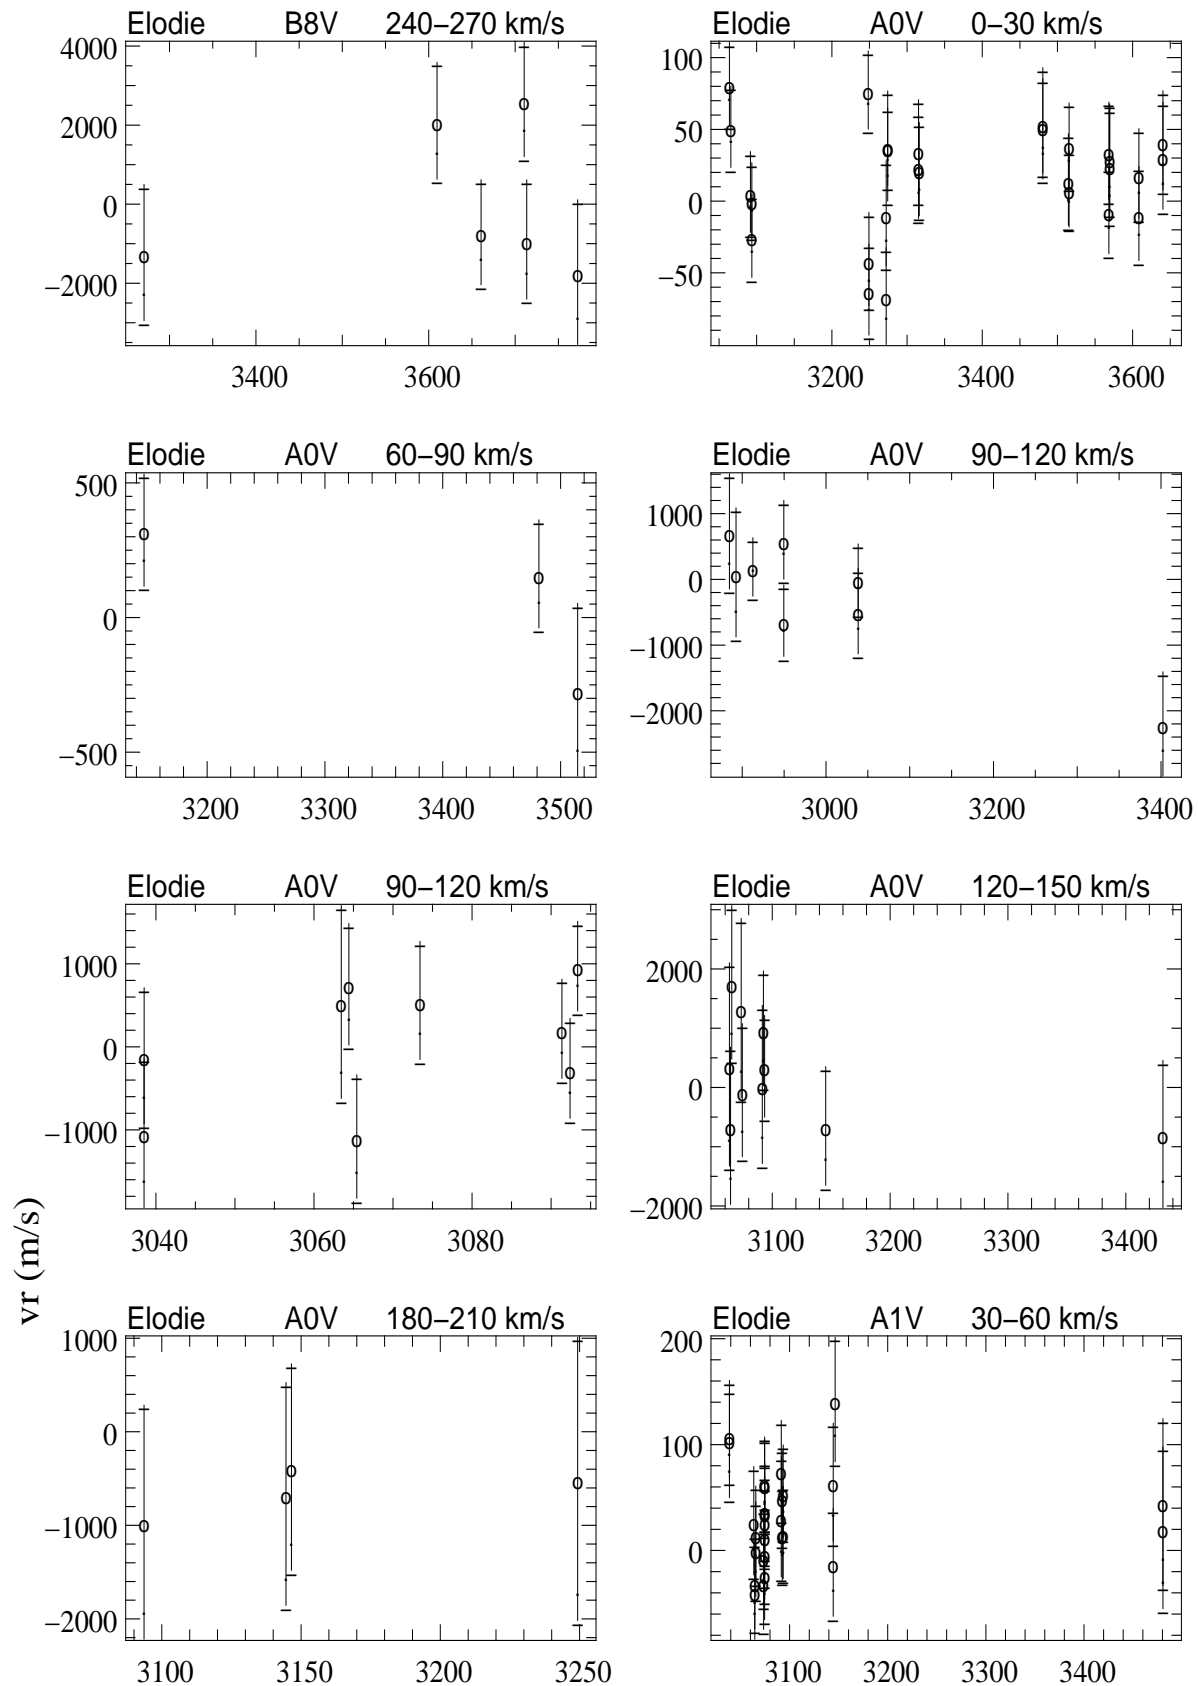 Elodie B8V 240−270 km/s
4000
2000
0
−2000
3400 3600
Elodie A0V 0−30 km/s
100
50
0
−50
3200 3400 3600
Elodie A0V 60−90 km/s
500
0
−500
3200 3300 3400 3500
Elodie A0V 90−120 km/s
1000
0
−1000
−2000
3000 3200 3400
Elodie A0V 90−120 km/s
1000
0
−1000
3040 3060 3080
Elodie A0V 120−150 km/s
2000
0
−2000
3100 3200 3300 3400
vr (m/s)
Elodie A0V 180−210 km/s
1000
0
−1000
−2000
3100 3150 3200 3250
Elodie A1V 30−60 km/s
200
100
0
3100 3200 3300 3400